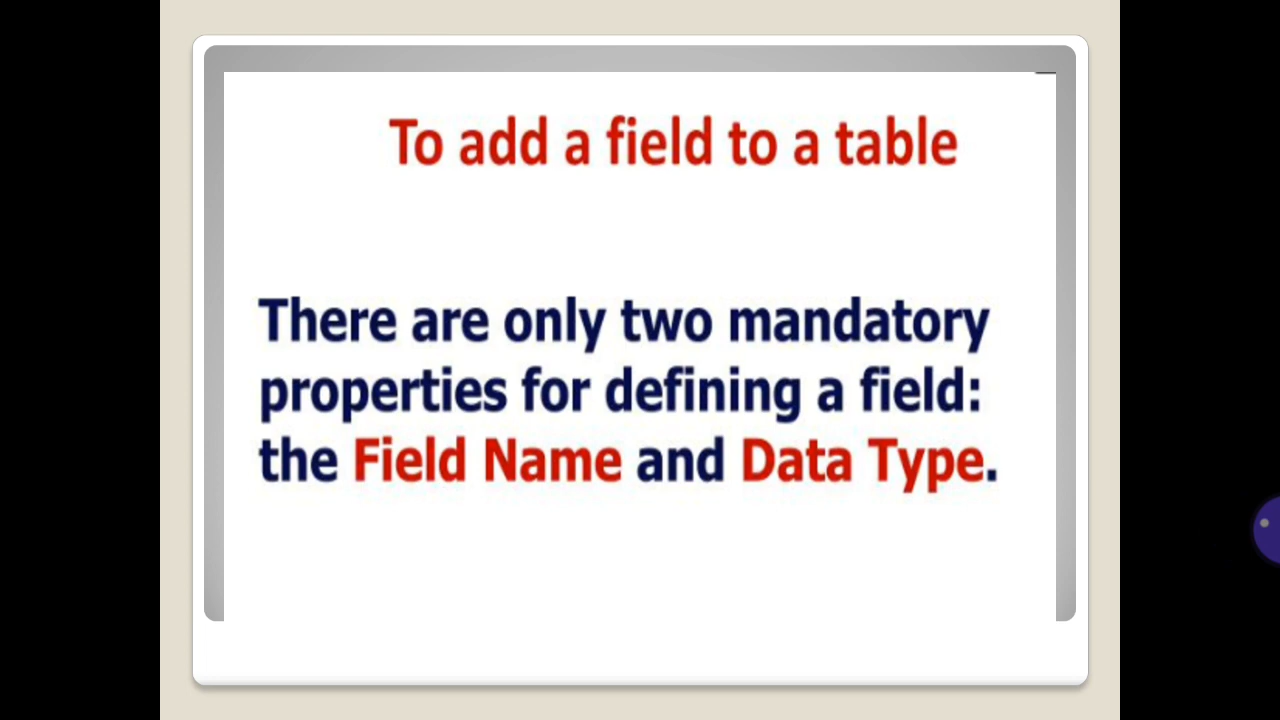 To add a field to a table
There are only two mandatory
properties for defining a field:
the Field Name and Data Type.